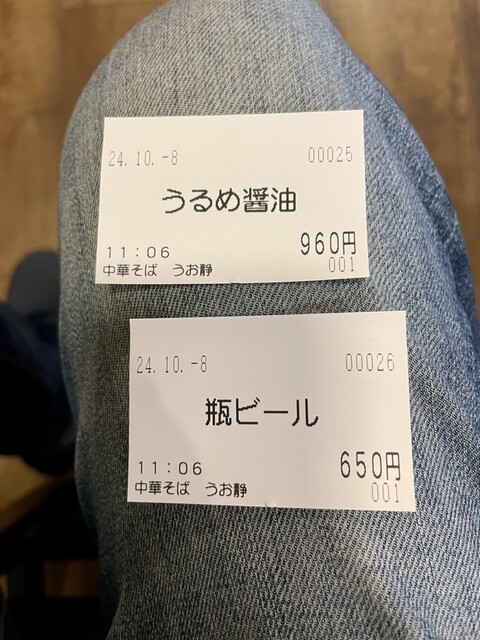 24.10.-8 00025
うるめ醤油
960円
11:06 001
中華そば うお静
24.10.-8 00026
瓶ビール
650円
11:06 001
中華そば うお静